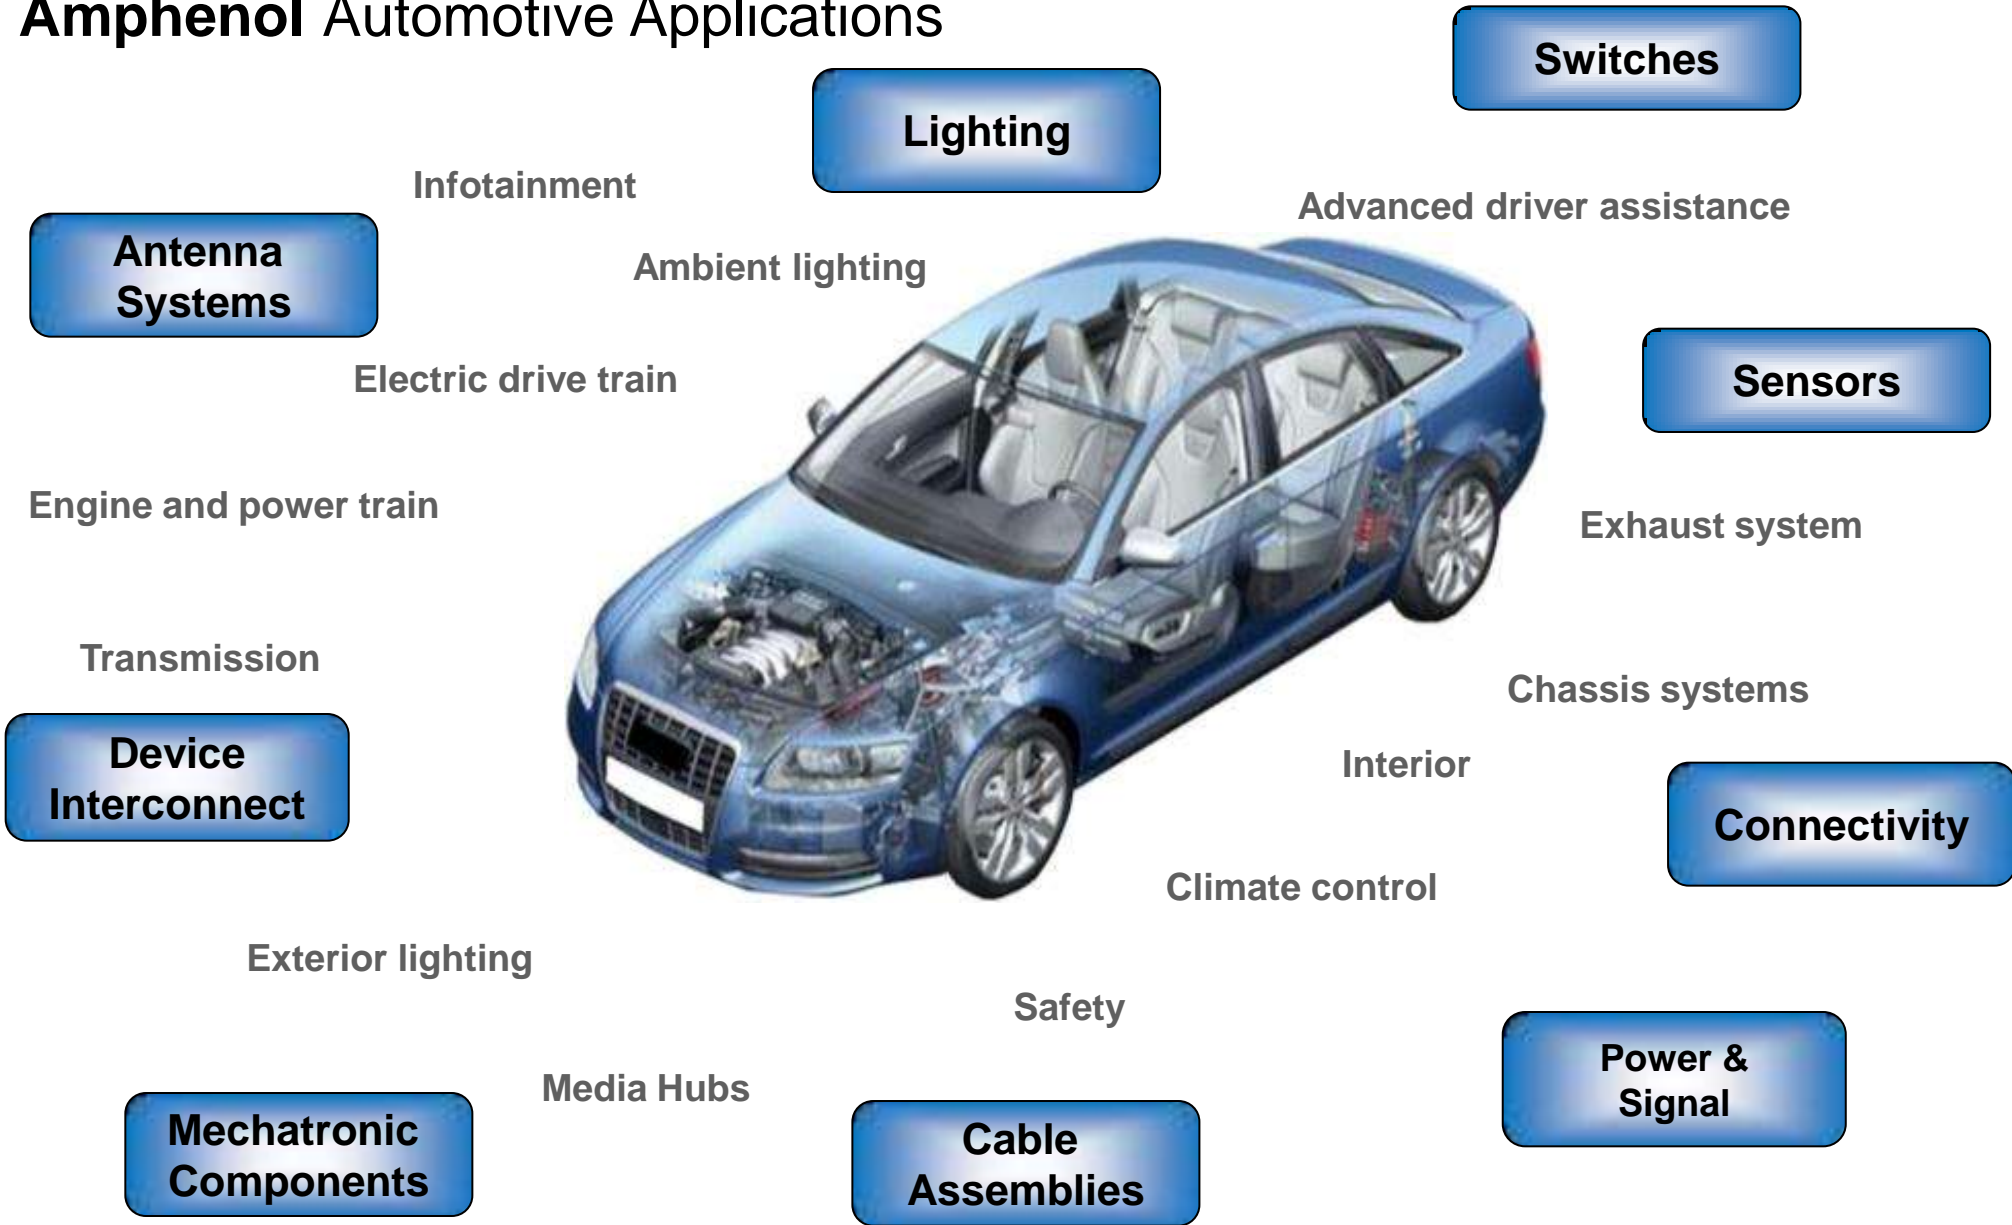 Amphenol Automotive Applications
Switches
Lighting
Infotainment
Advanced driver assistance
Antenna
Systems
Ambient lighting
Electric drive train
Sensors
Engine and power train
Exhaust system
Transmission
Chassis systems
Device
Interconnect
Interior
Connectivity
Climate control
Exterior lighting
Safety
Power &
Signal
Media Hubs
Mechatronic
Components
Cable
Assemblies